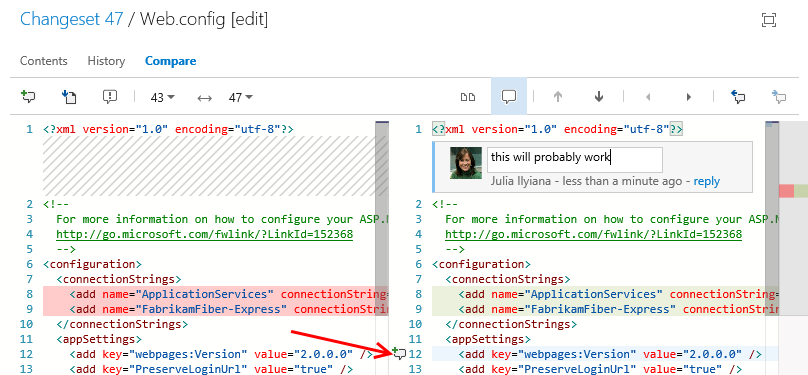 Changeset 47 / Web.config [edit]
Contents History Compare
43 47
1 <?xml version="1.0" encoding="utf-8"?>
2 <!--
3 For more information on how to configure your ASP.N
4 http://go.microsoft.com/fwlink/?LinkId=152368
5 -->
6 <configuration>
7 <connectionStrings>
8 <add name="ApplicationServices" connectionString=
9 <add name="FabrikamFiber-Express" connectionStrin
10 </connectionStrings>
11 <appSettings>
12 <add key="webpages:Version" value="2.0.0.0" />
13 <add key="PreserveLoginUrl" value="true" />
1 <?xml version="1.0" encoding="utf-8"?>
this will probably work
Julia Ilyiana - less than a minute ago - reply
2 <!--
3 For more information on how to configure your ASP.N
4 http://go.microsoft.com/fwlink/?LinkId=152368
5 -->
6 <configuration>
7 <connectionStrings>
8 <add name="ApplicationServices" connectionString=
9 <add name="FabrikamFiber-Express" connectionStrin
10 </connectionStrings>
11 <appSettings>
12 <add key="webpages:Version" value="2.0.0.0" />
13 <add key="PreserveLoginUrl" value="true" />